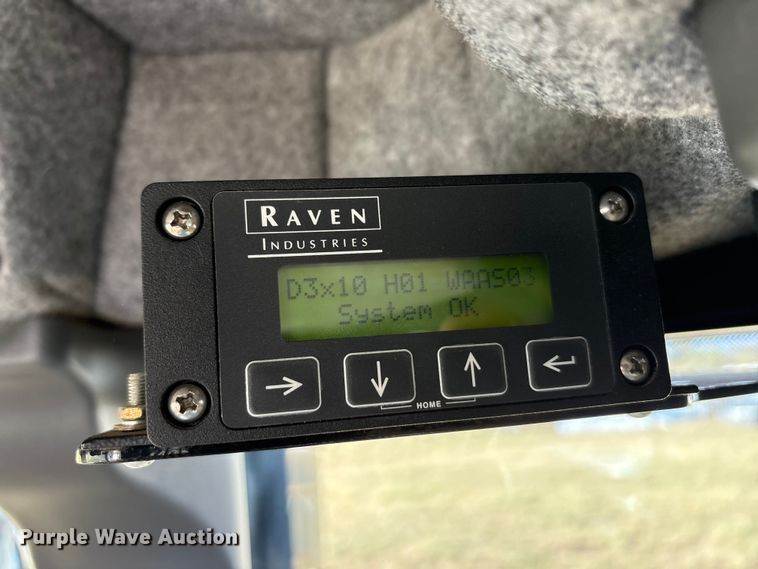 RAVEN
INDUSTRIES
D3x10 H01 WAAS03
System OK
HOME
Purple Wave Auction